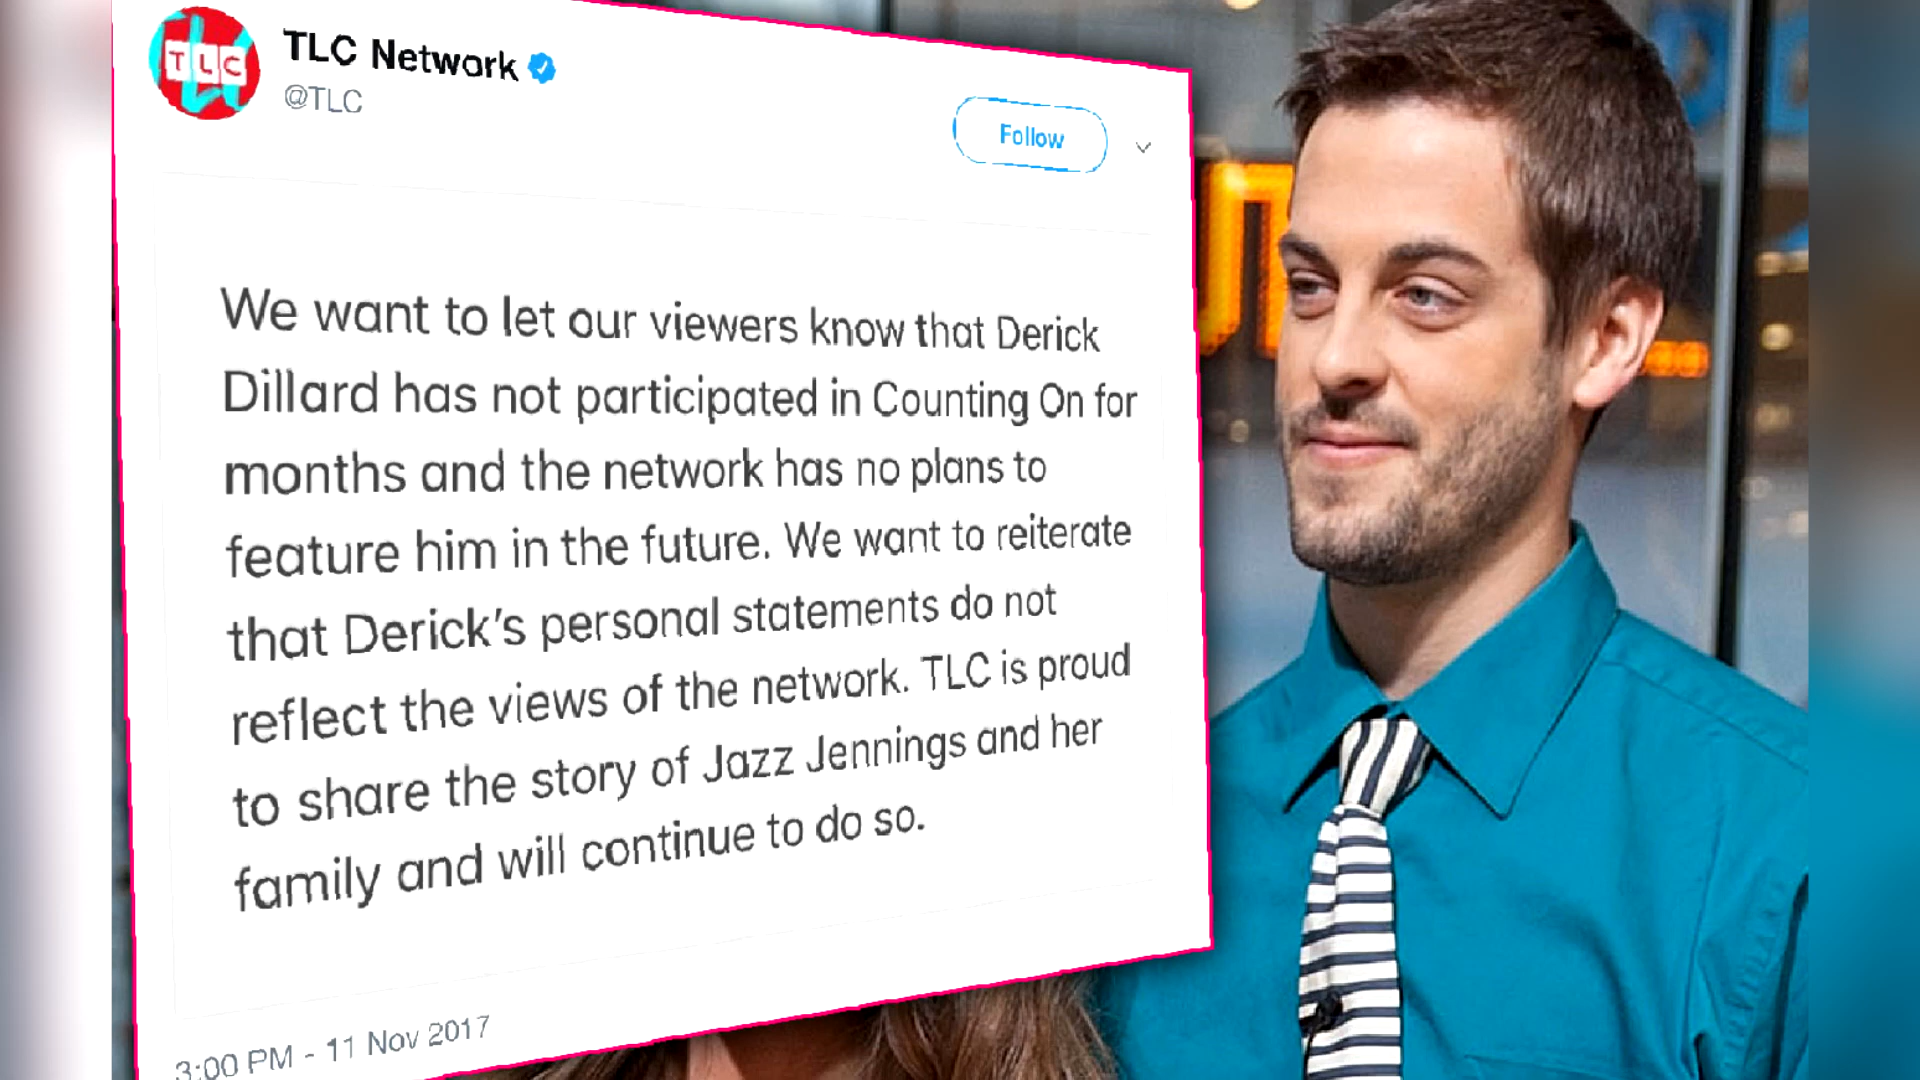 TLC
TLC Network
@TLC
Follow
We want to let our viewers know that Derick
Dillard has not participated in Counting On for
months and the network has no plans to
feature him in the future. We want to reiterate
that Derick's personal statements do not
reflect the views of the network. TLC is proud
to share the story of Jazz Jennings and her
family and will continue to do so.
3:00 PM - 11 Nov 2017